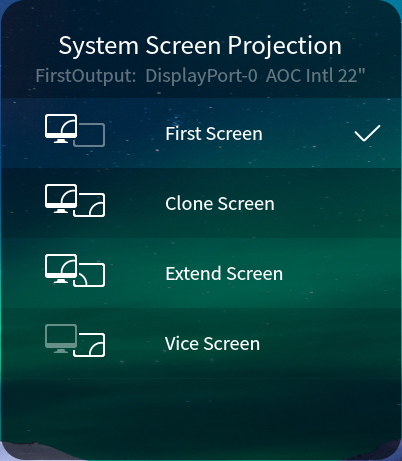 System Screen Projection
FirstOutput: DisplayPort-0 AOC Intl 22"
First Screen
Clone Screen
Extend Screen
Vice Screen